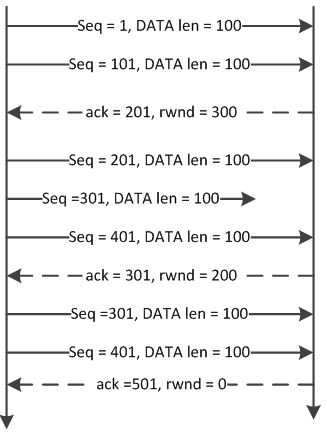 Seq = 1, DATA len = 100
Seq = 101, DATA len = 100
ack = 201, rwnd = 300
Seq = 201, DATA len = 100
Seq =301, DATA len = 100
Seq = 401, DATA len = 100
ack = 301, rwnd = 200
Seq =301, DATA len = 100
Seq = 401, DATA len = 100
ack =501, rwnd = 0